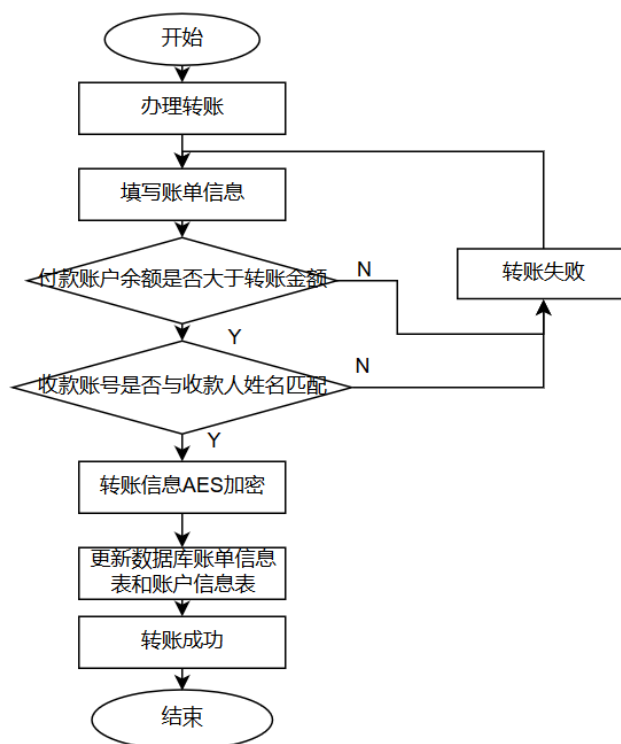 开始
办理转账
填写账单信息
付款账户余额是否大于转账金额
N
转账失败
Y
收款账号是否与收款人姓名匹配
N
Y
转账信息AES加密
更新数据库账单信息
表和账户信息表
转账成功
结束